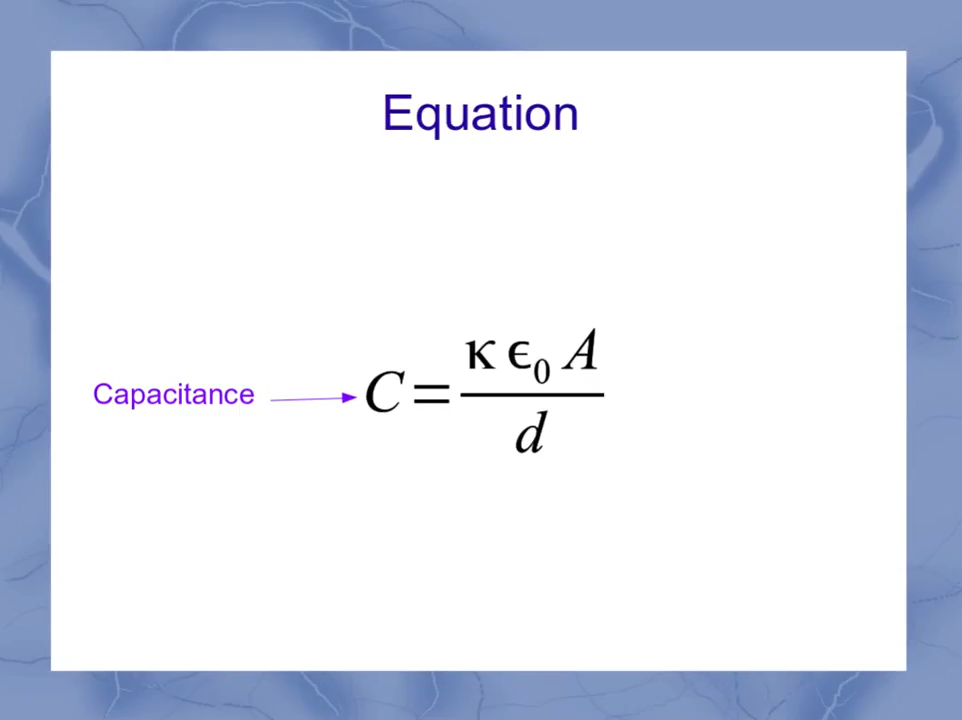 Equation
Capacitance
C = κ ϵ₀ A / d